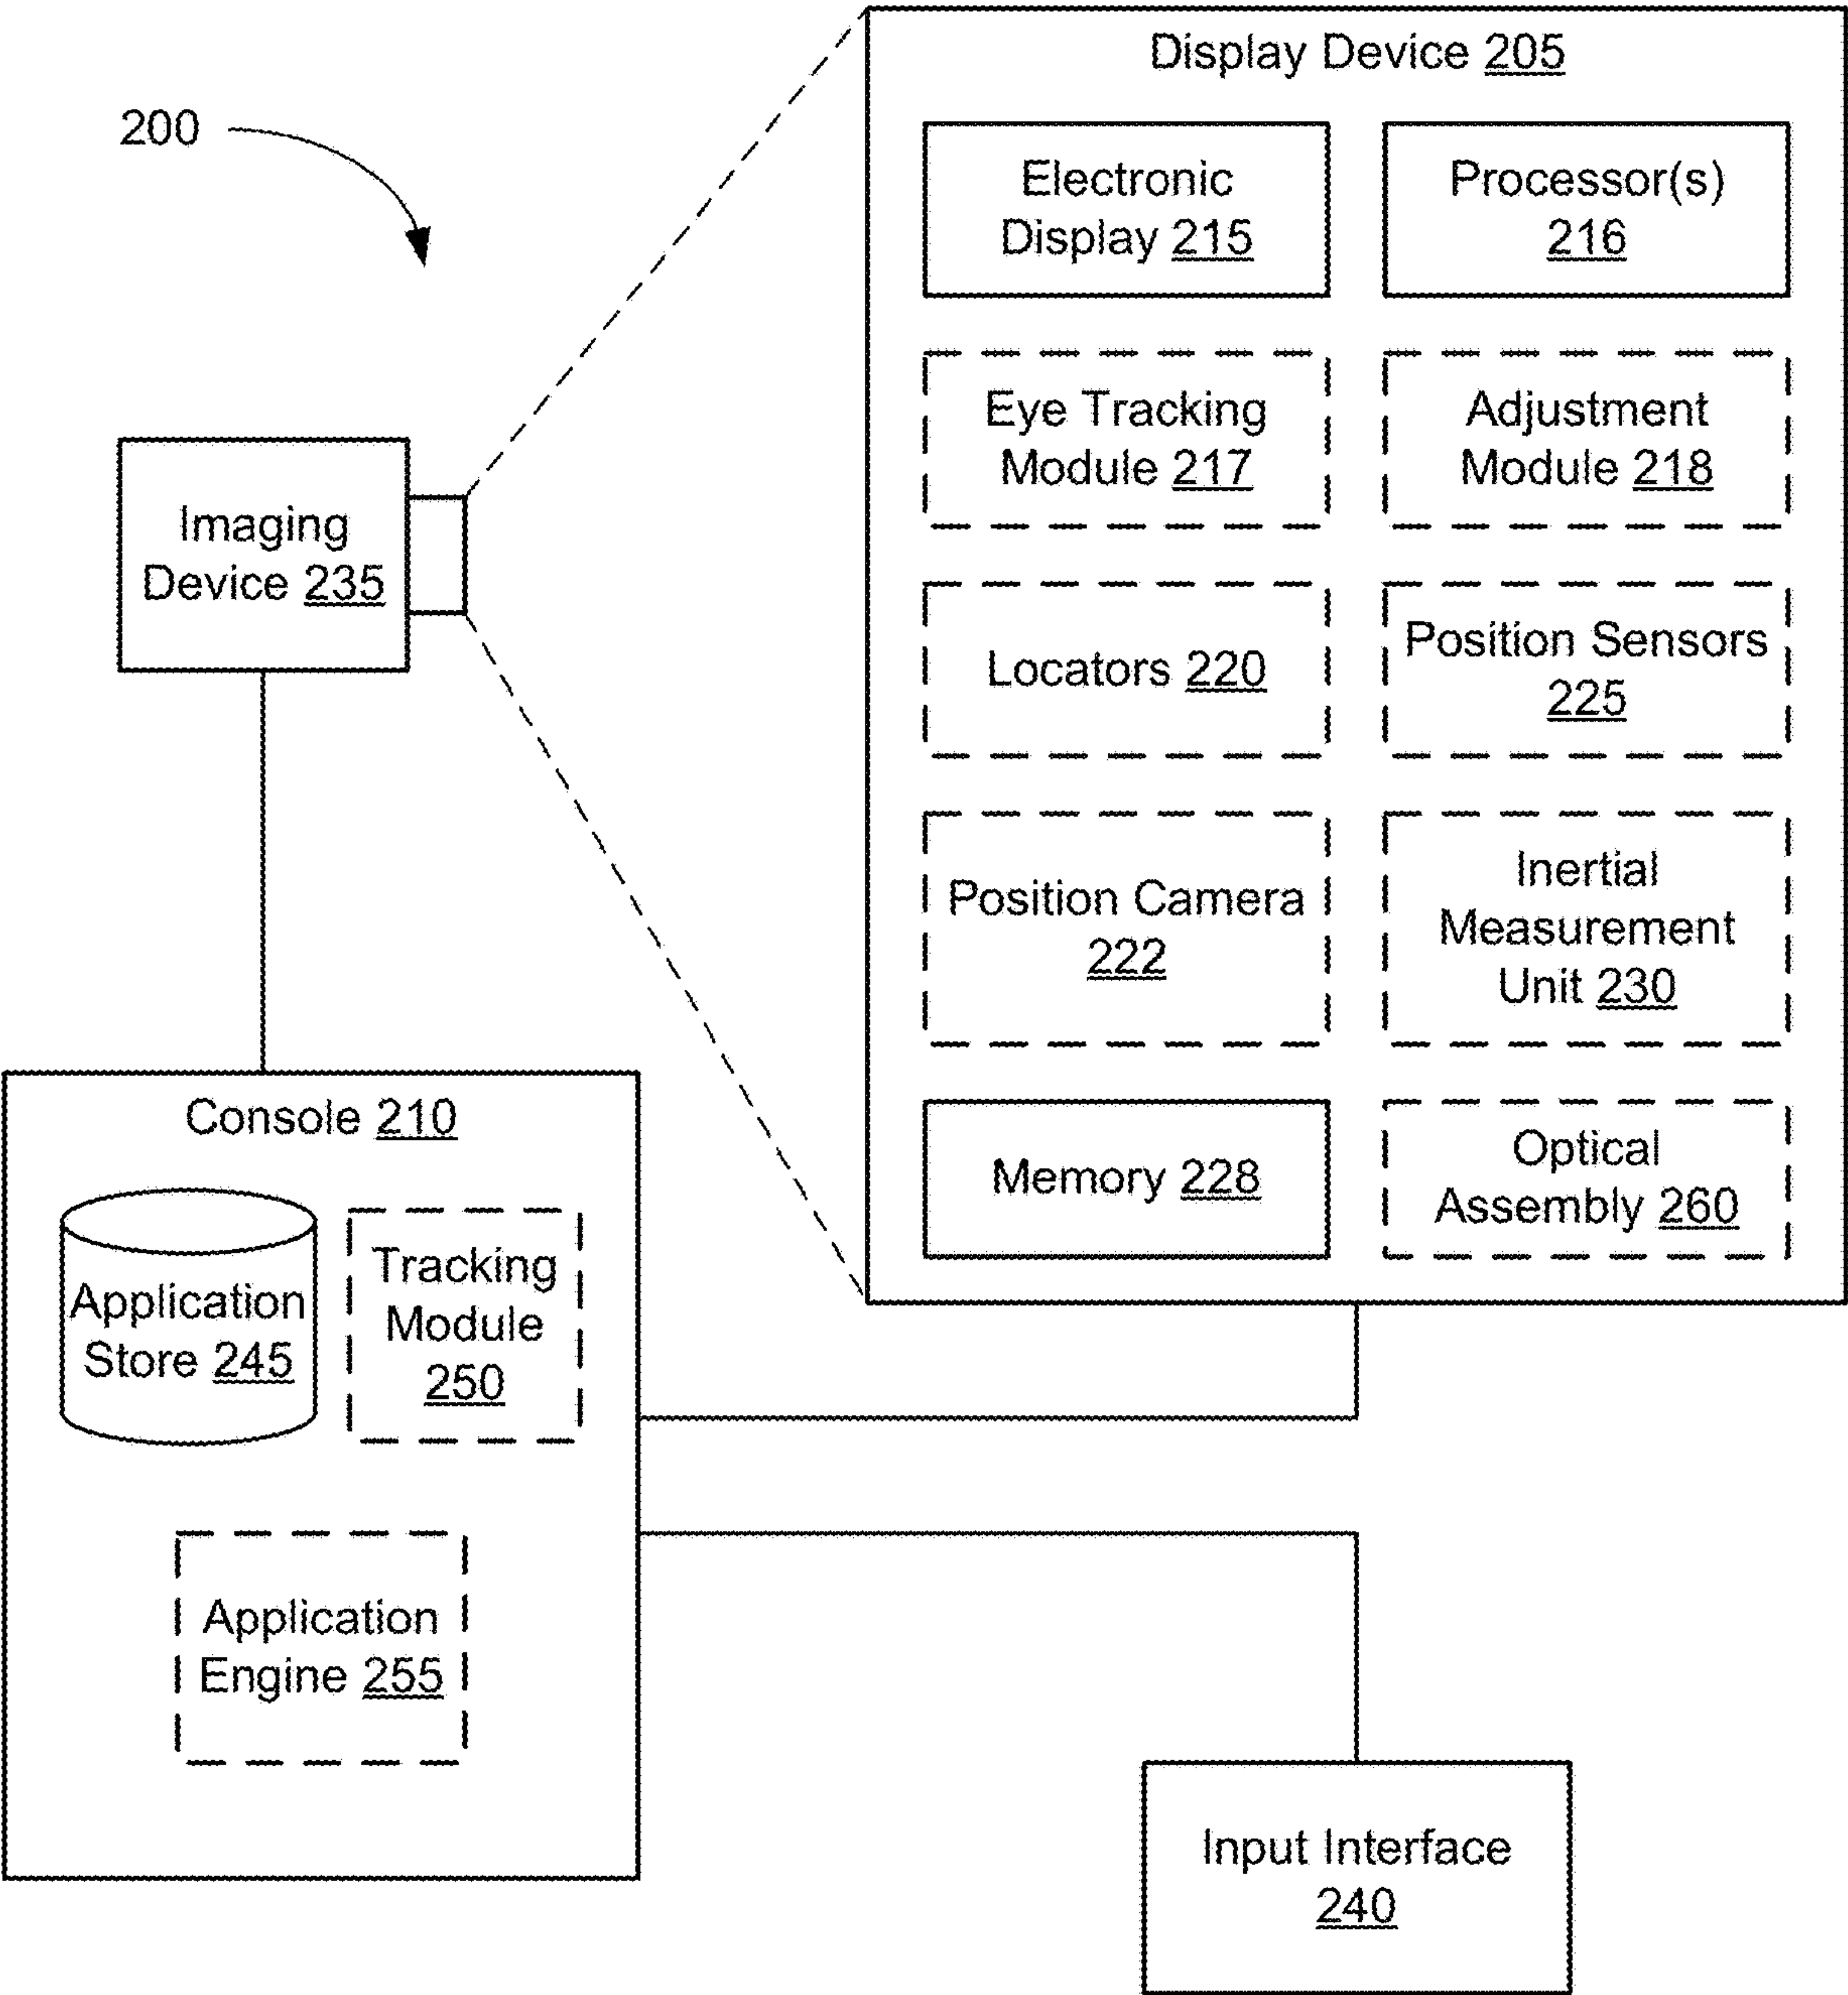 Display Device 205
200
Electronic
Display 215
Processor(s)
216
Eye Tracking
Module 217
Adjustment
Module 218
Imaging
Device 235
Locators 220
Position Sensors
225
Position Camera
222
Inertial
Measurement
Unit 230
Memory 228
Optical
Assembly 260
Console 210
Application
Store 245
Tracking
Module
250
Application
Engine 255
Input Interface
240